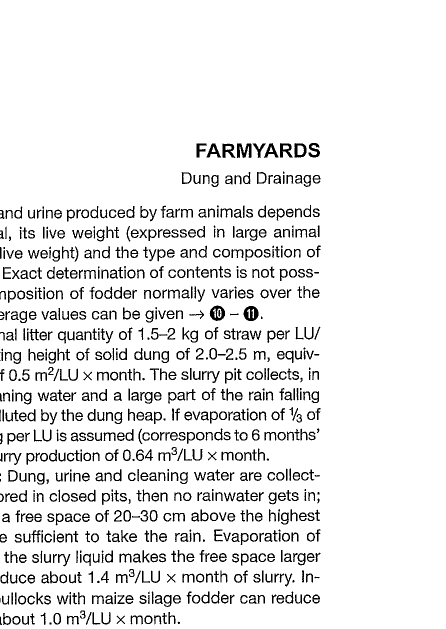 FARMYARDS
Dung and Drainage
and urine produced by farm animals depends
al, its live weight (expressed in large animal
live weight) and the type and composition of
Exact determination of contents is not poss-
mposition of fodder normally varies over the
erage values can be given → ❿ – ⓫.
nal litter quantity of 1.5–2 kg of straw per LU/
king height of solid dung of 2.0–2.5 m, equiv-
f 0.5 m²/LU × month. The slurry pit collects, in
aning water and a large part of the rain falling
lluted by the dung heap. If evaporation of ⅓ of
g per LU is assumed (corresponds to 6 months'
urry production of 0.64 m³/LU × month.
: Dung, urine and cleaning water are collect-
ored in closed pits, then no rainwater gets in;
a free space of 20–30 cm above the highest
e sufficient to take the rain. Evaporation of
the slurry liquid makes the free space larger
duce about 1.4 m³/LU × month of slurry. In-
bullocks with maize silage fodder can reduce
about 1.0 m³/LU × month.